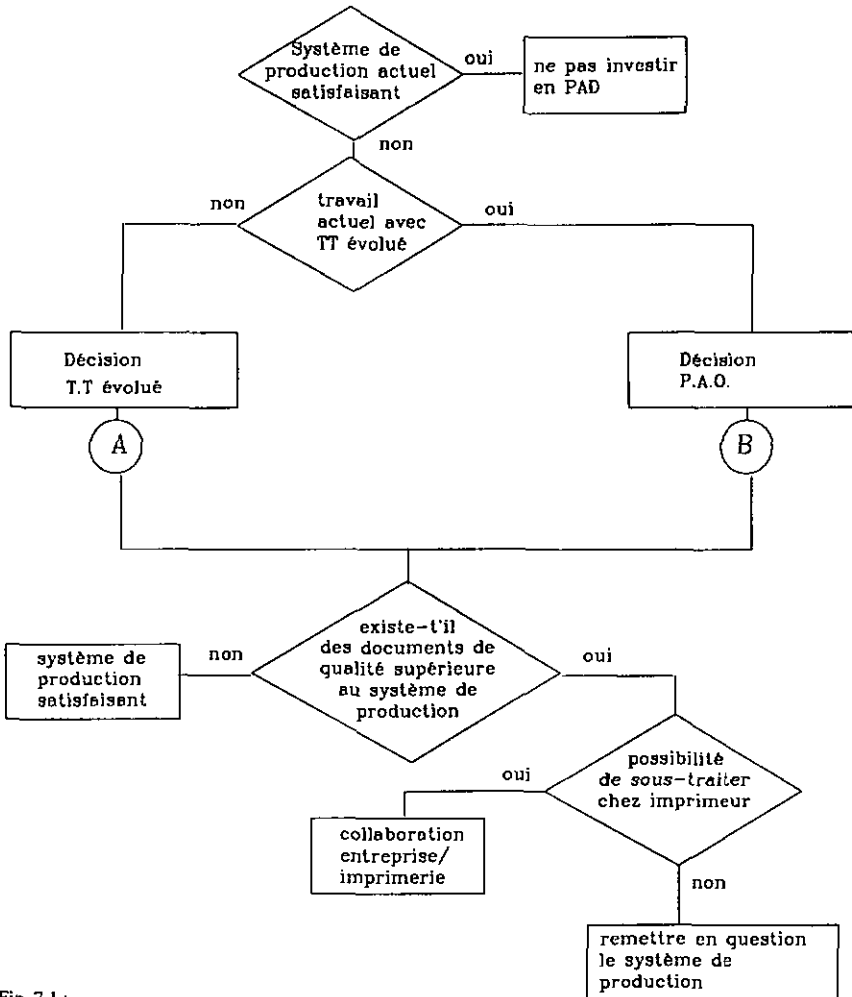 Système de
production actuel
satisfaisant
oui
ne pas investir
en PAO
non
non
travail
actuel avec
TT évolué
oui
Décision
T.T évolué
Décision
P.A.O.
A
B
existe-t'il
des documents de
qualité supérieure
au système de
production
non
système de
production
satisfaisant
oui
possibilité
de sous-traiter
chez imprimeur
oui
collaboration
entreprise/
imprimerie
non
remettre en question
le système de
production
Fig. 7.1 :